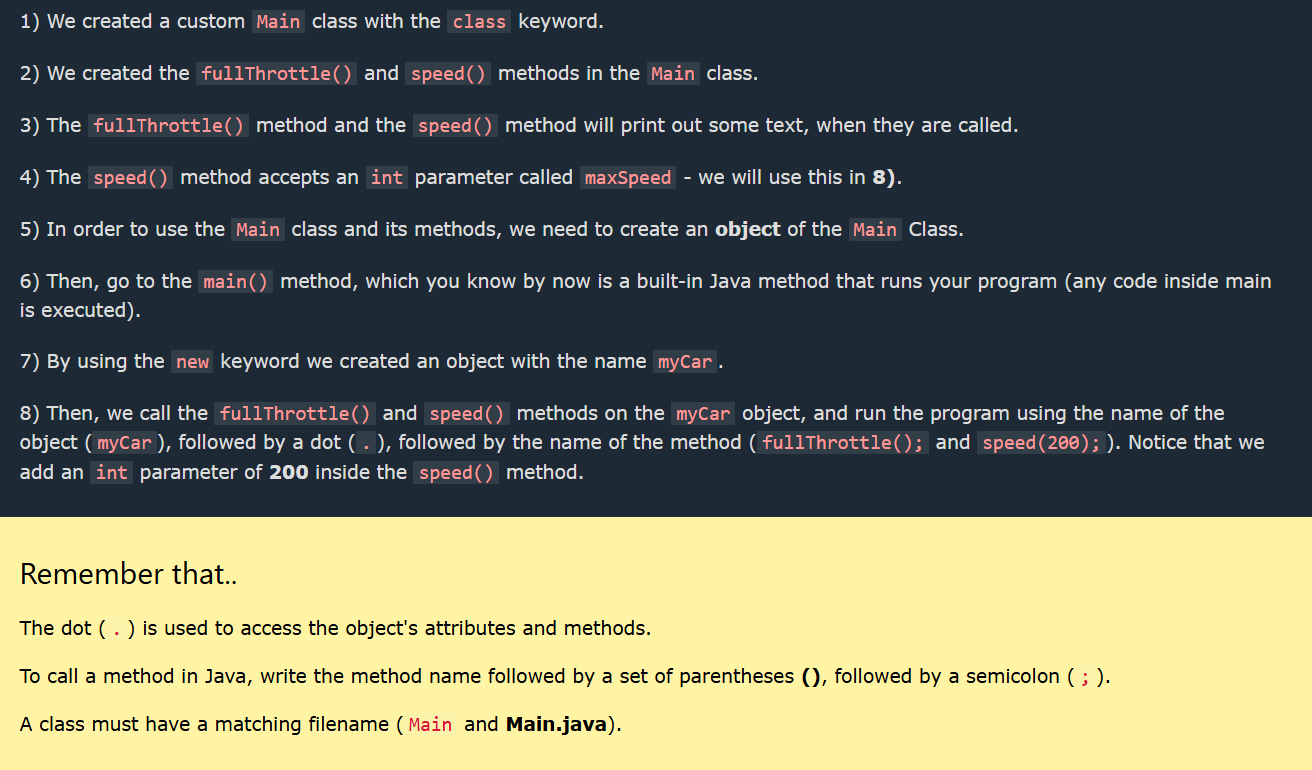 1) We created a custom Main class with the class keyword.
2) We created the fullThrottle() and speed() methods in the Main class.
3) The fullThrottle() method and the speed() method will print out some text, when they are called.
4) The speed() method accepts an int parameter called maxSpeed - we will use this in 8).
5) In order to use the Main class and its methods, we need to create an object of the Main Class.
6) Then, go to the main() method, which you know by now is a built-in Java method that runs your program (any code inside main
is executed).
7) By using the new keyword we created an object with the name myCar.
8) Then, we call the fullThrottle() and speed() methods on the myCar object, and run the program using the name of the
object (myCar), followed by a dot (.), followed by the name of the method (fullThrottle(); and speed(200);). Notice that we
add an int parameter of 200 inside the speed() method.
Remember that..
The dot (.) is used to access the object's attributes and methods.
To call a method in Java, write the method name followed by a set of parentheses (), followed by a semicolon (;).
A class must have a matching filename (Main and Main.java).